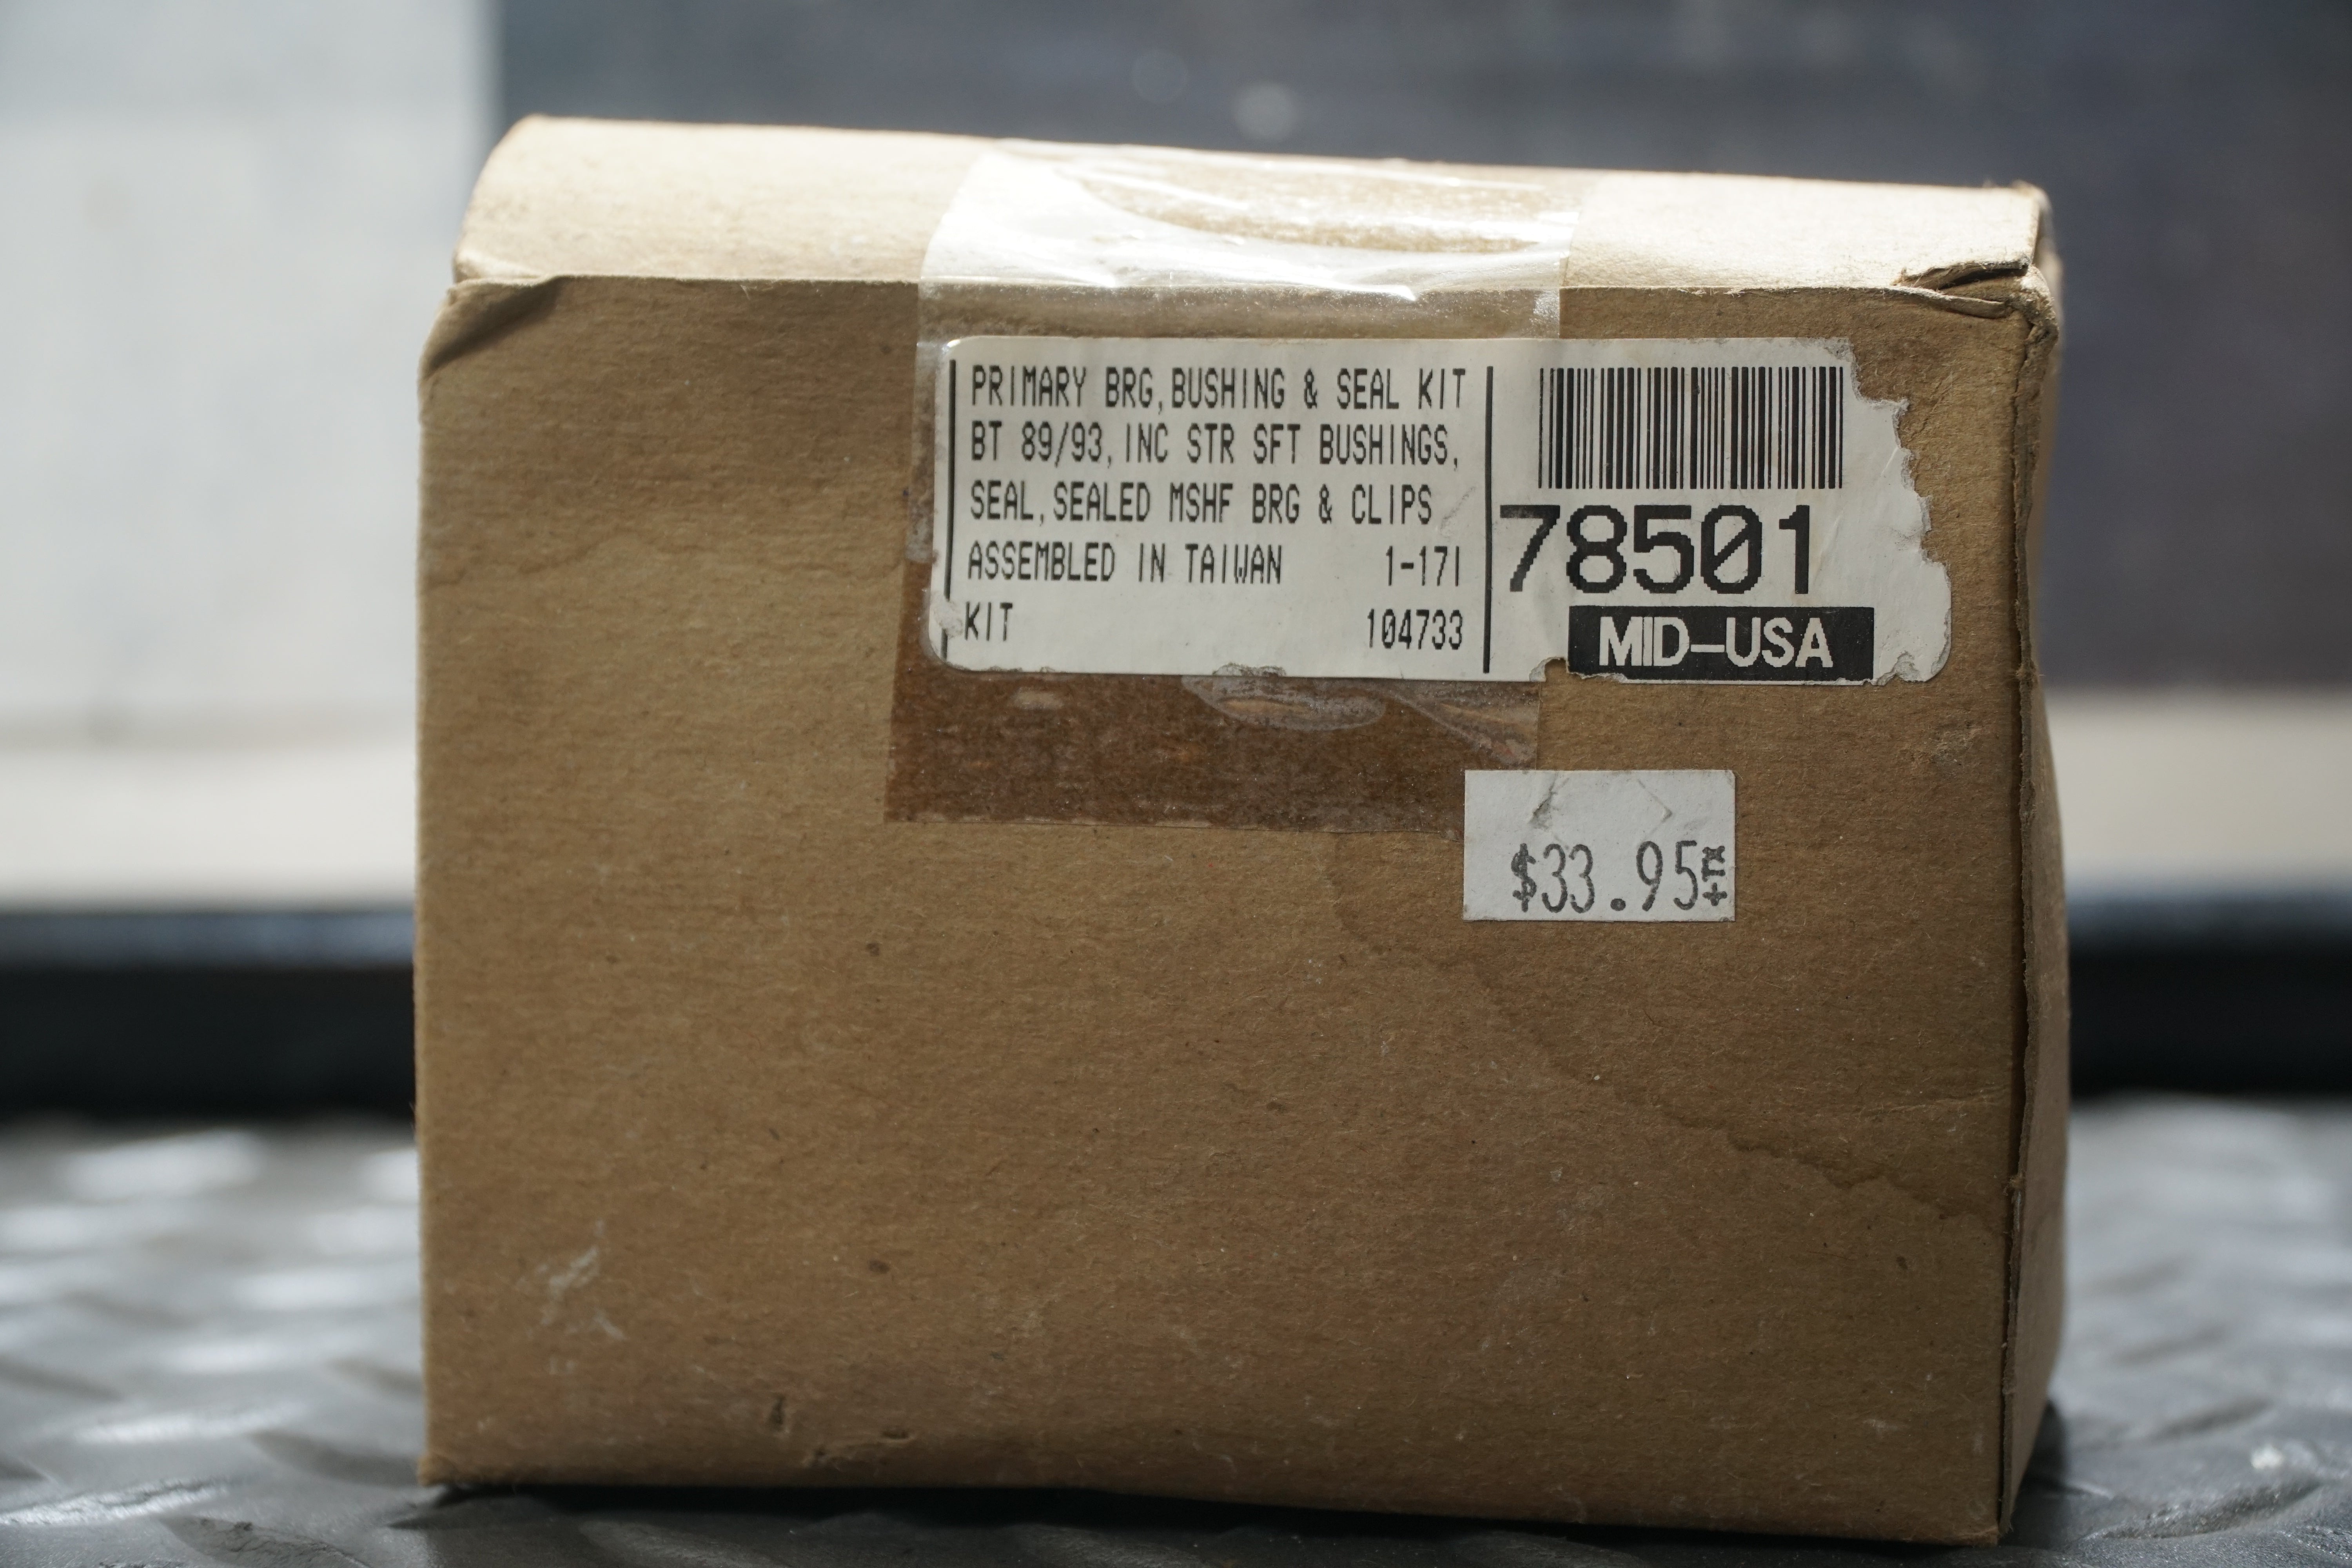 PRIMARY BRG,BUSHING & SEAL KIT
BT 89/93,INC STR SFT BUSHINGS,
SEAL,SEALED MSHF BRG & CLIPS
ASSEMBLED IN TAIWAN 1-17I
KIT 104733
78501
MID-USA
$33.95